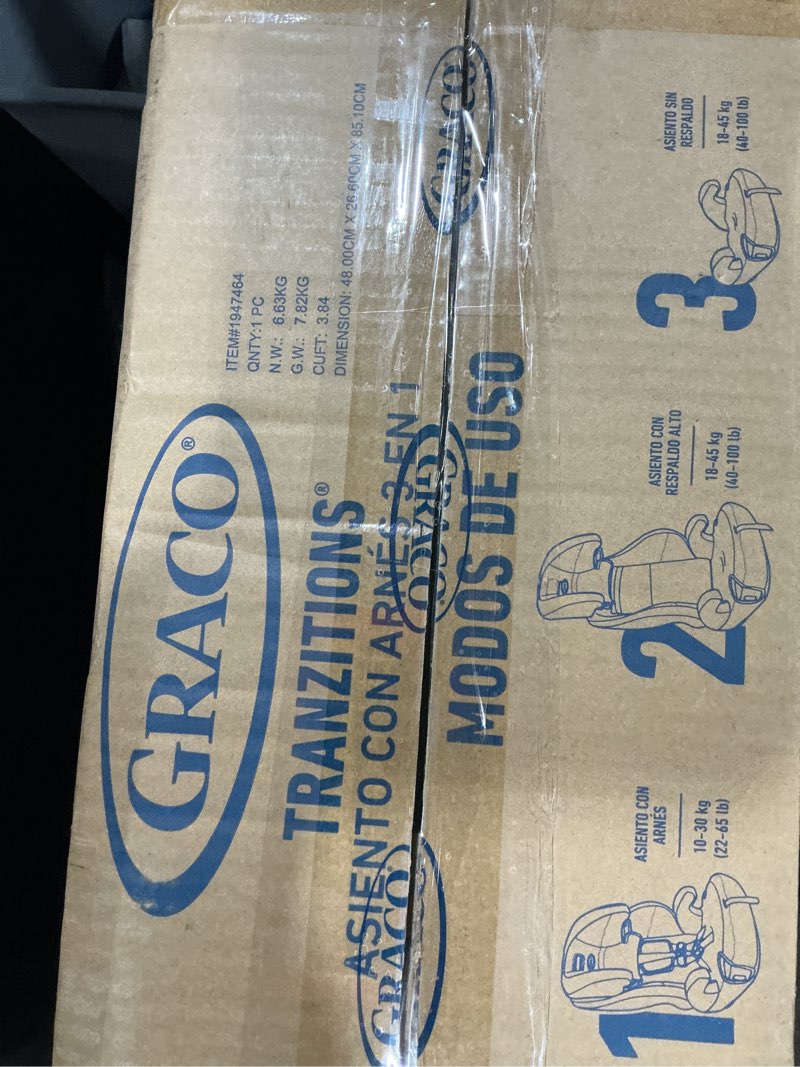 GRACO®
ITEM#1947464
QNTY:1 PC
N.W.: 6.63KG
G.W.: 7.82KG
CUFT: 3.84
DIMENSION: 48.00CM X 26.60CM X 85.10CM
TRANZITIONS®
ASIENTO CON ARNÉS 3 EN 1
GRACO
GRACO
GRACO
MODOS DE USO
1
ASIENTO CON
ARNÉS
10-30 kg
(22-65 lb)
2
ASIENTO CON
RESPALDO ALTO
18-45 kg
(40-100 lb)
3
ASIENTO SIN
RESPALDO
18-45 kg
(40-100 lb)